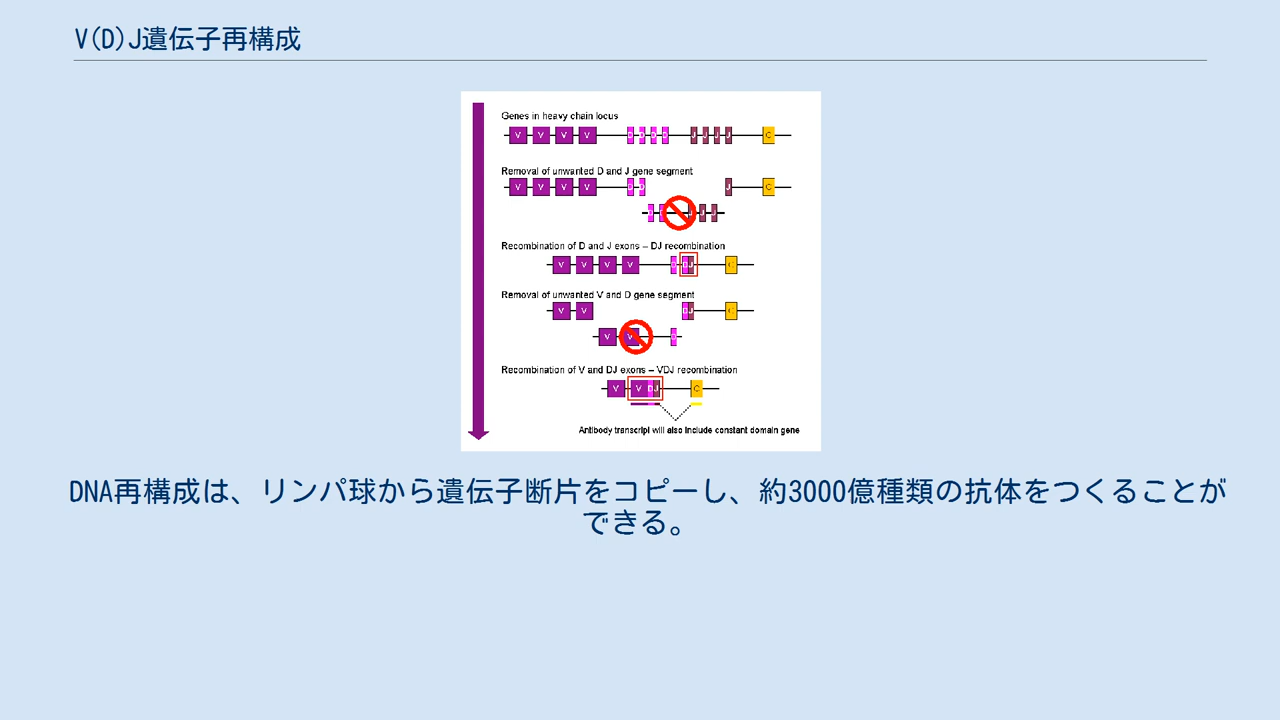 V(D)J遺伝子再構成
Genes in heavy chain locus
V V V V D D D D J J J J C
Removal of unwanted D and J gene segment
V V V V D D J C
D D J J J
Recombination of D and J exons – DJ recombination
V V V V D DJ C
Removal of unwanted V and D gene segment
V V DJ C
V V D
Recombination of V and DJ exons – VDJ recombination
V V DJ C
Antibody transcript will also include constant domain gene
DNA再構成は、リンパ球から遺伝子断片をコピーし、約3000億種類の抗体をつくることが
できる。